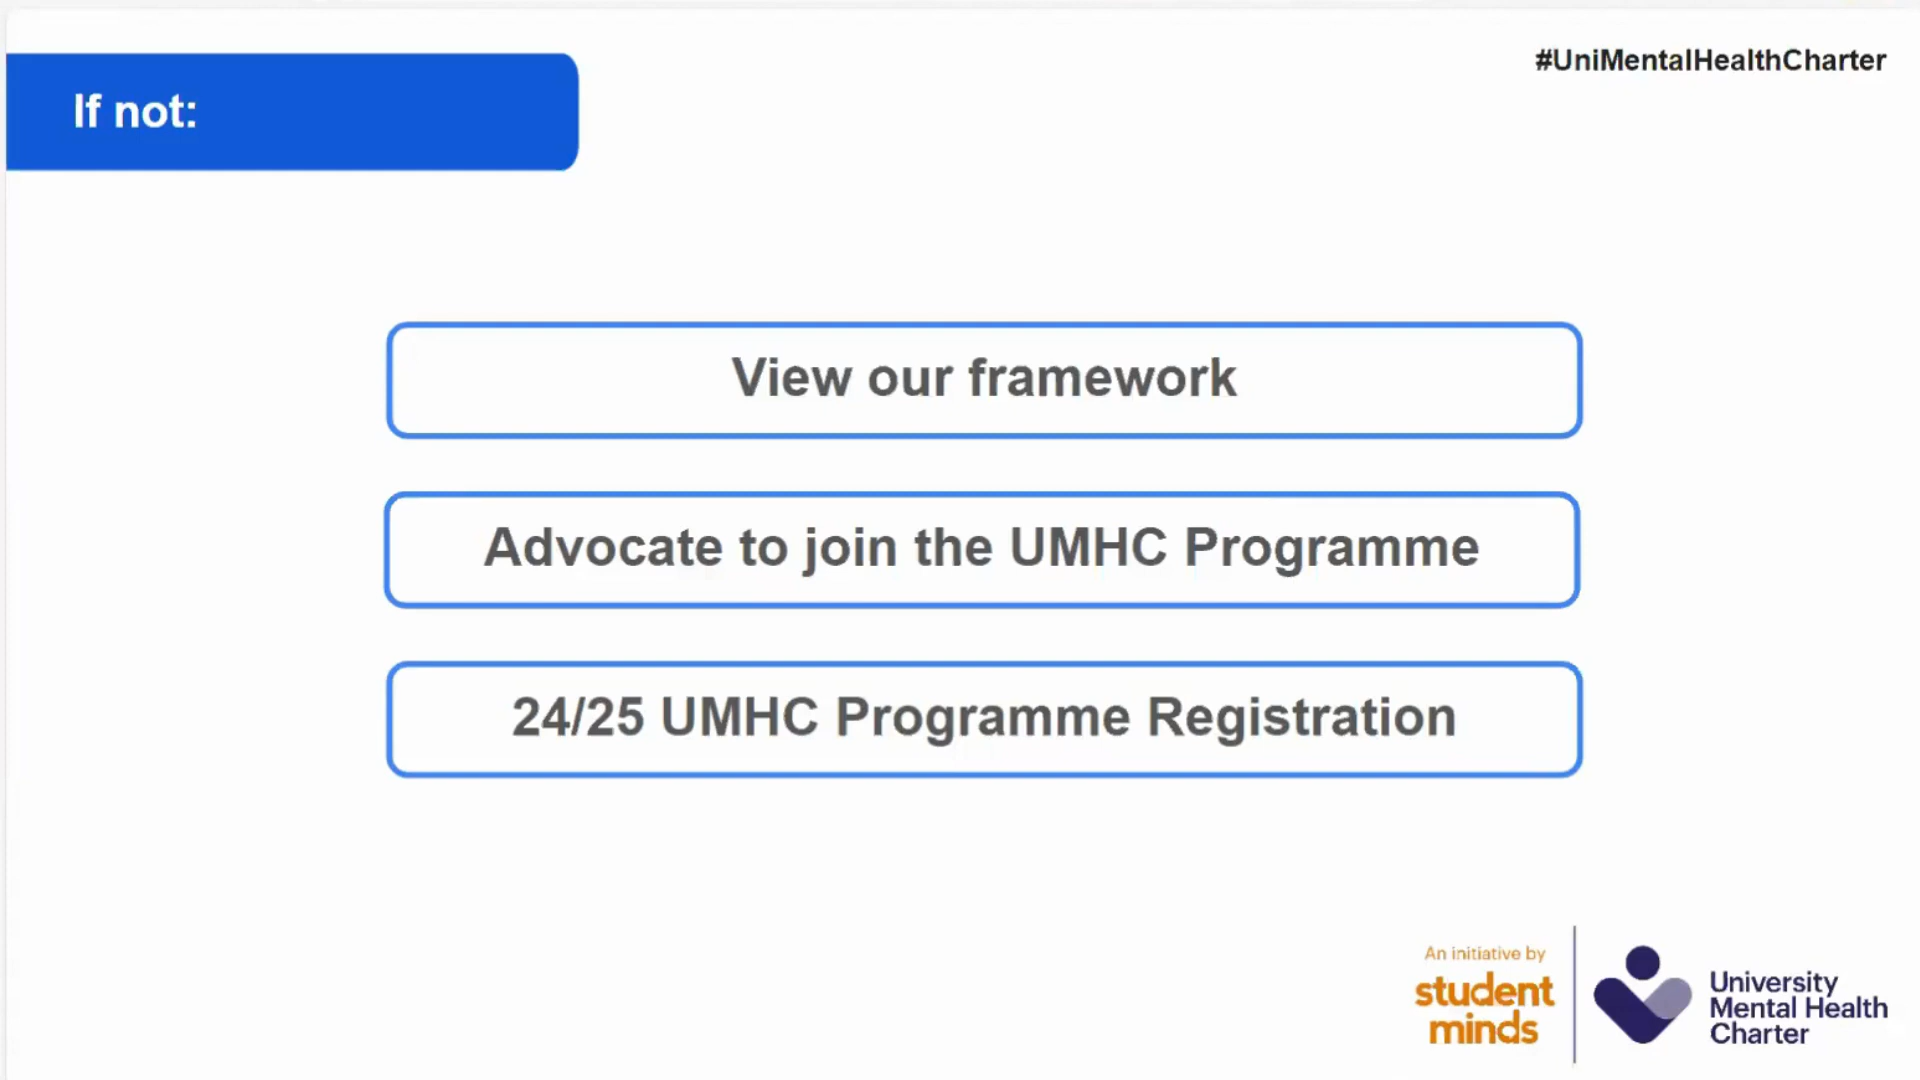 #UniMentalHealthCharter
If not:
View our framework
Advocate to join the UMHC Programme
24/25 UMHC Programme Registration
An initiative by
student
minds
University
Mental Health
Charter